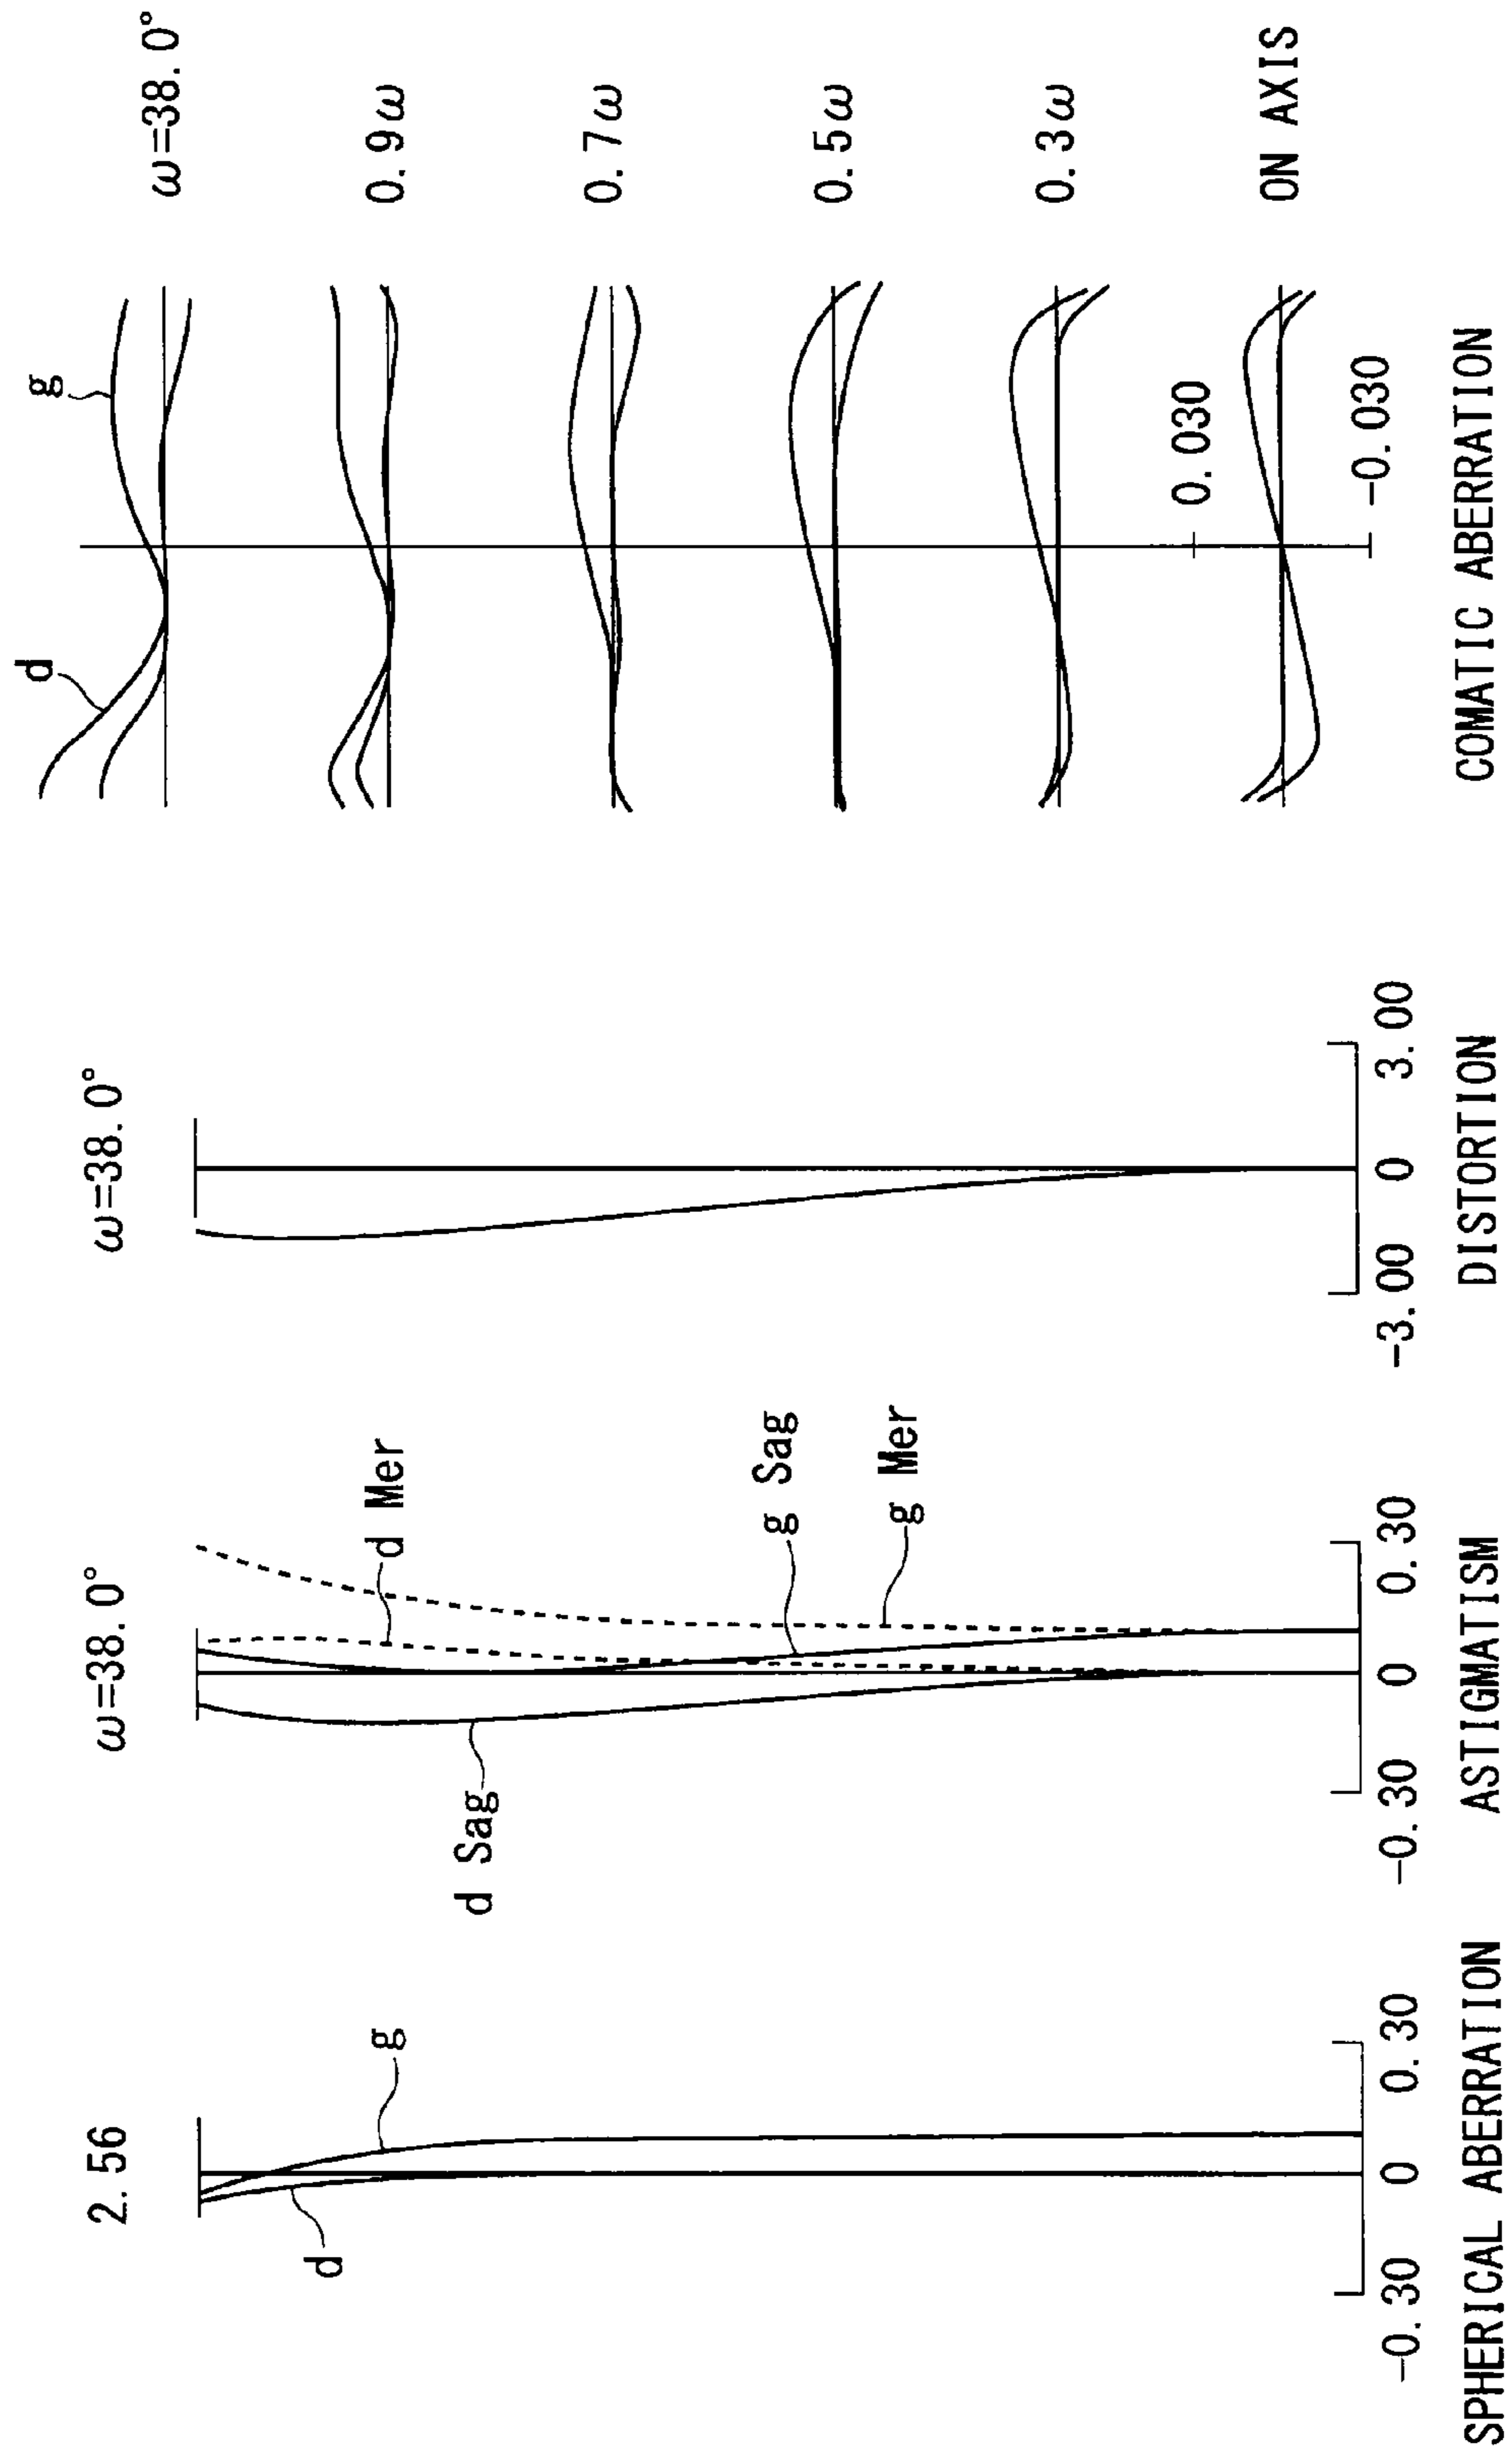 2.56
g
d
-0.30
0
0.30
SPHERICAL ABERRATION
ω=38.0°
d Mer
g Sag
g Mer
d Sag
-0.30
0
0.30
ASTIGMATISM
ω=38.0°
-3.00
0
3.00
DISTORTION
d
g
ω=38.0°
0.9ω
0.7ω
0.5ω
0.3ω
0.030
ON AXIS
-0.030
COMATIC ABERRATION